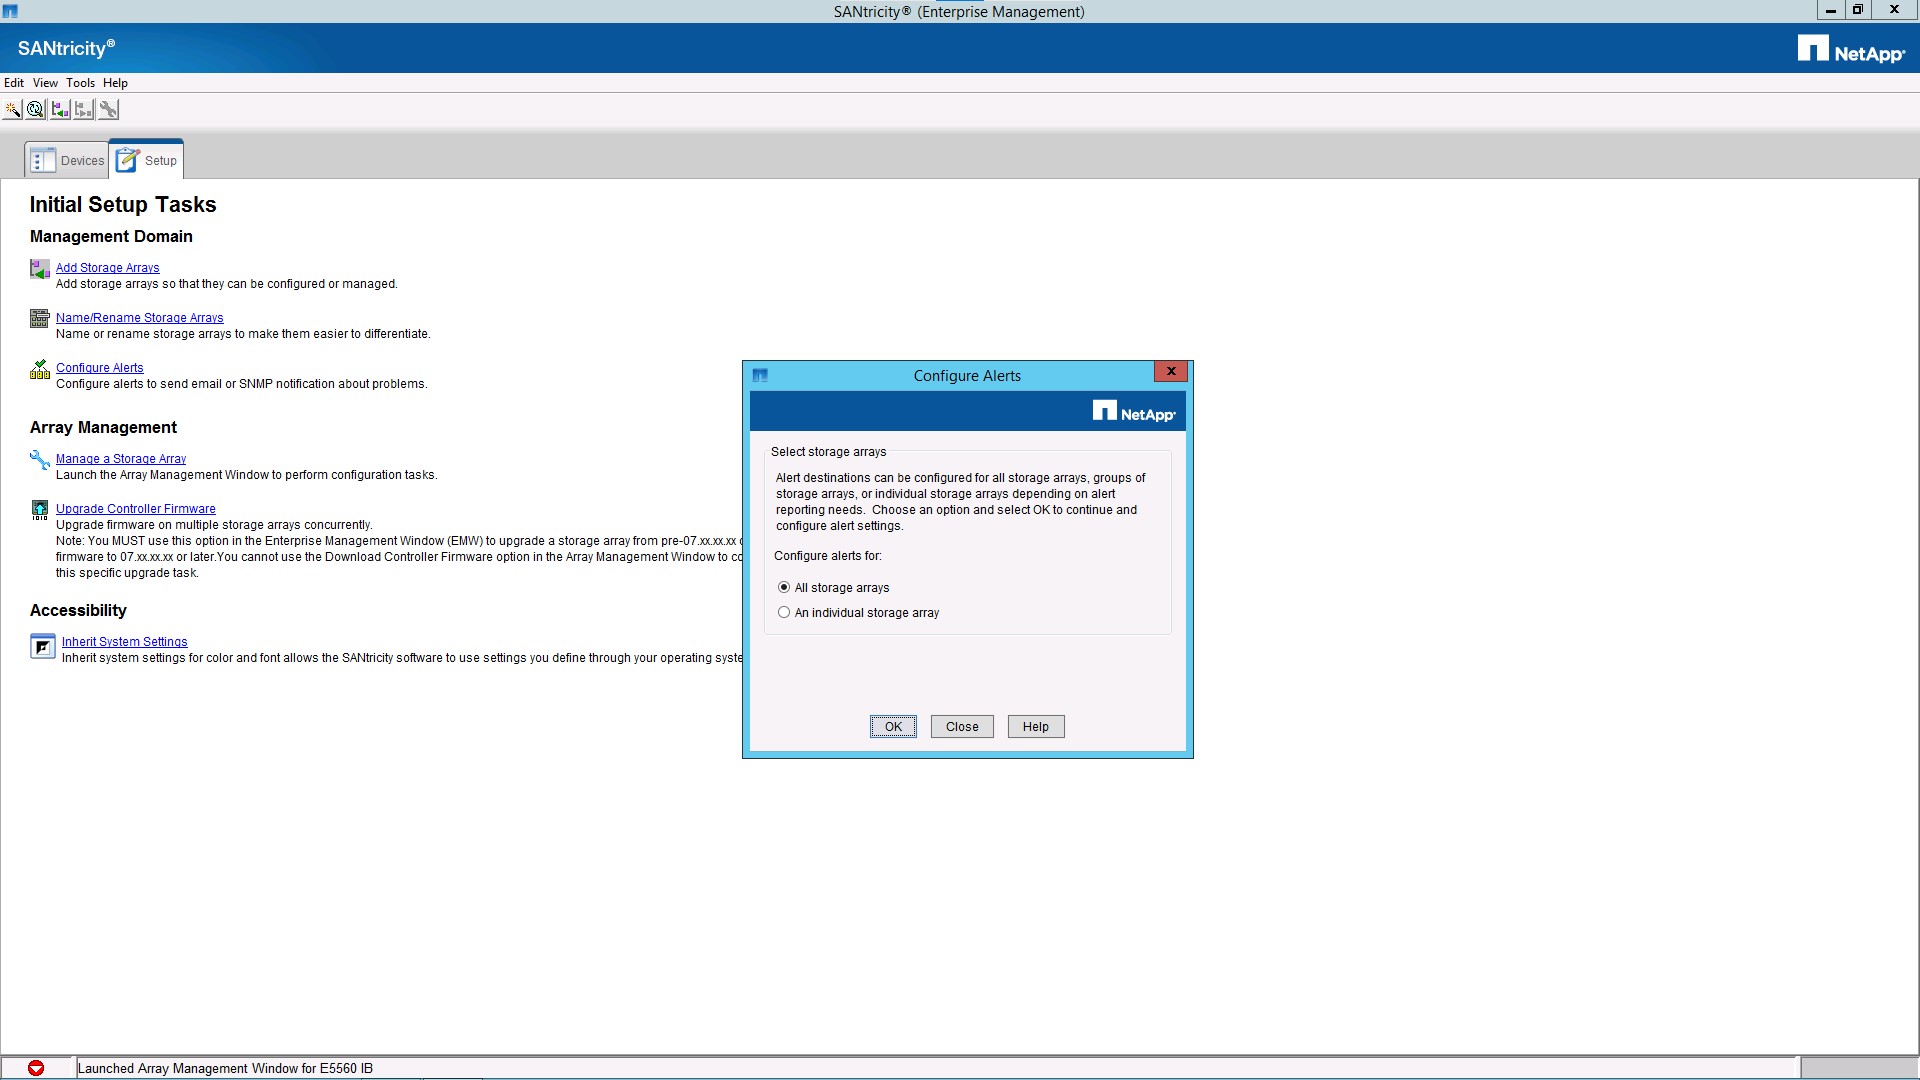 SANtricity® (Enterprise Management)
SANtricity®
NetApp®
Edit View Tools Help
Devices
Setup
Initial Setup Tasks
Management Domain
Add Storage Arrays
Add storage arrays so that they can be configured or managed.
Name/Rename Storage Arrays
Name or rename storage arrays to make them easier to differentiate.
Configure Alerts
Configure alerts to send email or SNMP notification about problems.
Array Management
Manage a Storage Array
Launch the Array Management Window to perform configuration tasks.
Upgrade Controller Firmware
Upgrade firmware on multiple storage arrays concurrently.
Note: You MUST use this option in the Enterprise Management Window (EMW) to upgrade a storage array from pre-07.xx.xx.xx
firmware to 07.xx.xx.xx or later.You cannot use the Download Controller Firmware option in the Array Management Window to
this specific upgrade task.
Accessibility
Inherit System Settings
Inherit system settings for color and font allows the SANtricity software to use settings you define through your operating
Configure Alerts
NetApp®
Select storage arrays
Alert destinations can be configured for all storage arrays, groups of
storage arrays, or individual storage arrays depending on alert
reporting needs. Choose an option and select OK to continue and
configure alert settings.
Configure alerts for:
All storage arrays
An individual storage array
OK Close Help
Launched Array Management Window for E5560 IB